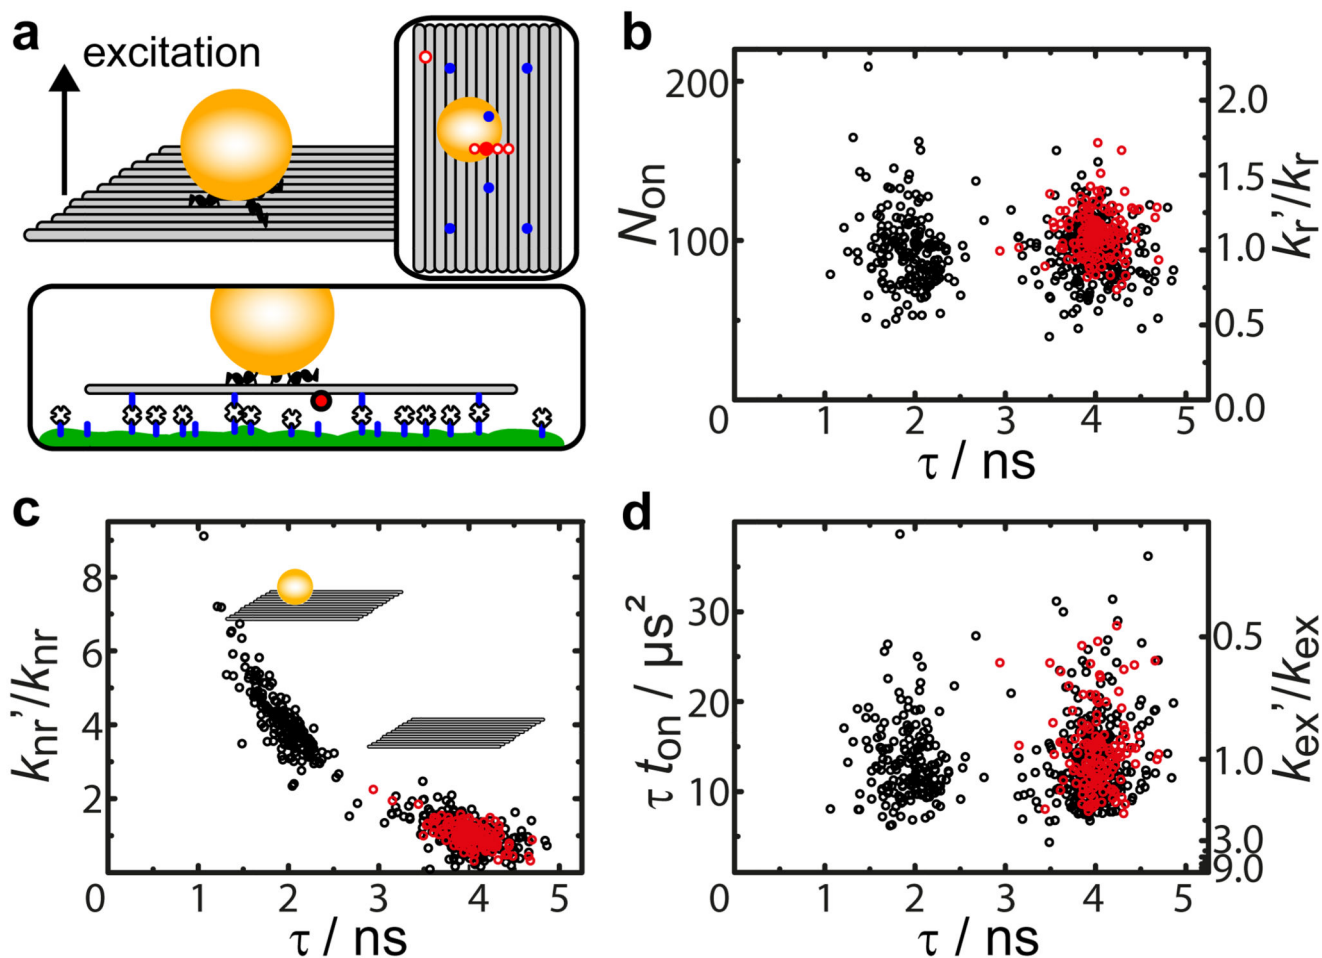 a
excitation
b
200
100
0
N_on
0 1 2 3 4 5
τ / ns
2.0
1.5
1.0
0.5
0.0
k_r'/k_r
c
8
6
4
2
k_nr'/k_nr
0 1 2 3 4 5
τ / ns
d
30
20
10
0
τ t_on / µs²
1 2 3 4 5
τ / ns
0.5
1.0
3.0
9.0
k_ex'/k_ex